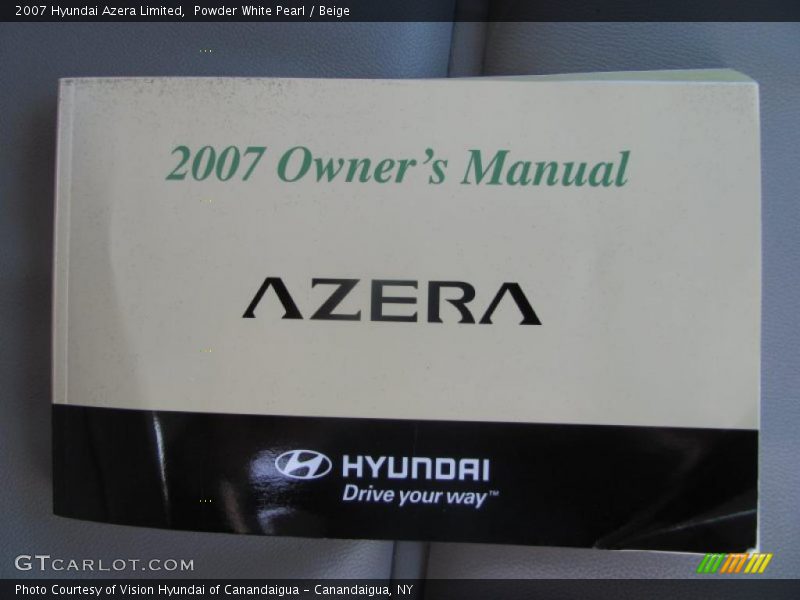 2007 Hyundai Azera Limited,  Powder White Pearl / Beige
2007 Owner's Manual
AZERA
HYUNDAI
Drive your way™
GTCARLOT.COM
Photo Courtesy of Vision Hyundai of Canandaigua - Canandaigua, NY